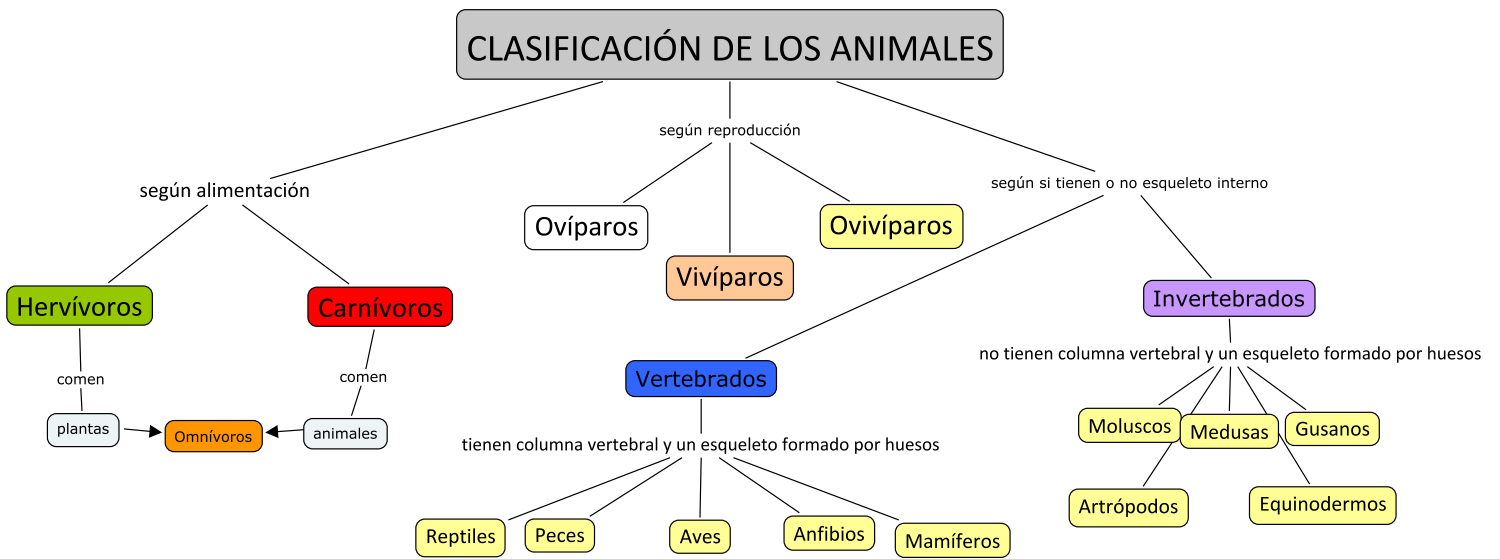 CLASIFICACIÓN DE LOS ANIMALES
según reproducción
según alimentación
según si tienen o no esqueleto interno
Ovíparos
Ovivíparos
Vivíparos
Hervívoros
Carnívoros
Invertebrados
no tienen columna vertebral y un esqueleto formado por huesos
comen
comen
Vertebrados
plantas
Omnívoros
animales
Moluscos
Medusas
Gusanos
tienen columna vertebral y un esqueleto formado por huesos
Artrópodos
Equinodermos
Reptiles
Peces
Aves
Anfibios
Mamíferos